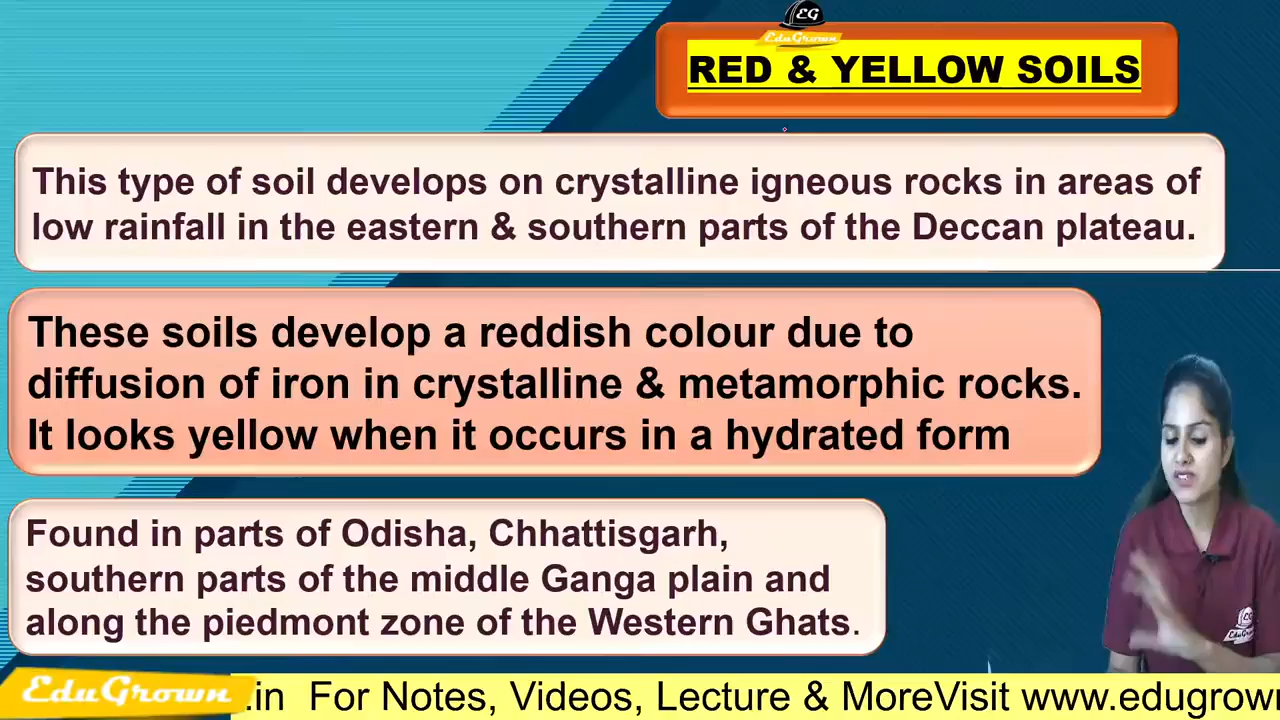 EG
EduGrown
RED & YELLOW SOILS
This type of soil develops on crystalline igneous rocks in areas of
low rainfall in the eastern & southern parts of the Deccan plateau.
These soils develop a reddish colour due to
diffusion of iron in crystalline & metamorphic rocks.
It looks yellow when it occurs in a hydrated form
Found in parts of Odisha, Chhattisgarh,
southern parts of the middle Ganga plain and
along the piedmont zone of the Western Ghats.
EG
EduGrown
EduGrown
.in For Notes, Videos, Lecture & MoreVisit www.edugrown